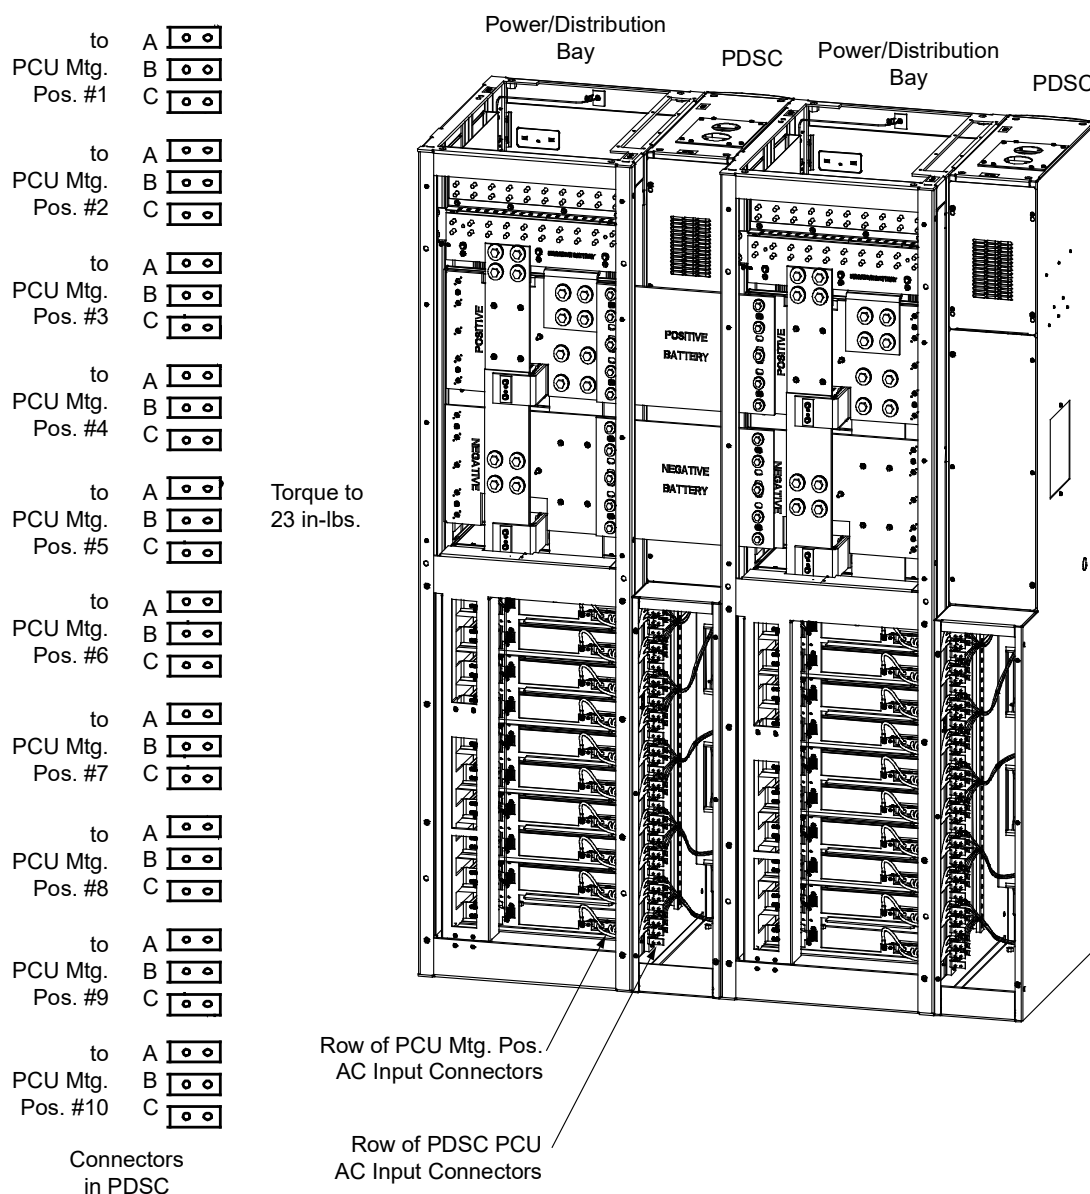 Power/Distribution
Bay
PDSC
Power/Distribution
Bay
PDSC
to
PCU Mtg.
Pos. #1
A
B
C
to
PCU Mtg.
Pos. #2
A
B
C
to
PCU Mtg.
Pos. #3
A
B
C
to
PCU Mtg.
Pos. #4
A
B
C
to
PCU Mtg.
Pos. #5
A
B
C
Torque to
23 in-lbs.
to
PCU Mtg.
Pos. #6
A
B
C
to
PCU Mtg.
Pos. #7
A
B
C
to
PCU Mtg.
Pos. #8
A
B
C
to
PCU Mtg.
Pos. #9
A
B
C
to
PCU Mtg.
Pos. #10
A
B
C
Connectors
in PDSC
POSITIVE
NEGATIVE
POSITIVE
BATTERY
NEGATIVE
BATTERY
POSITIVE
NEGATIVE
Row of PCU Mtg. Pos.
AC Input Connectors
Row of PDSC PCU
AC Input Connectors